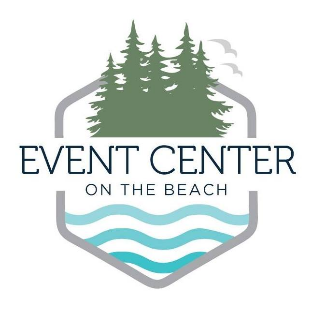 EVENT CENTER
ON THE BEACH